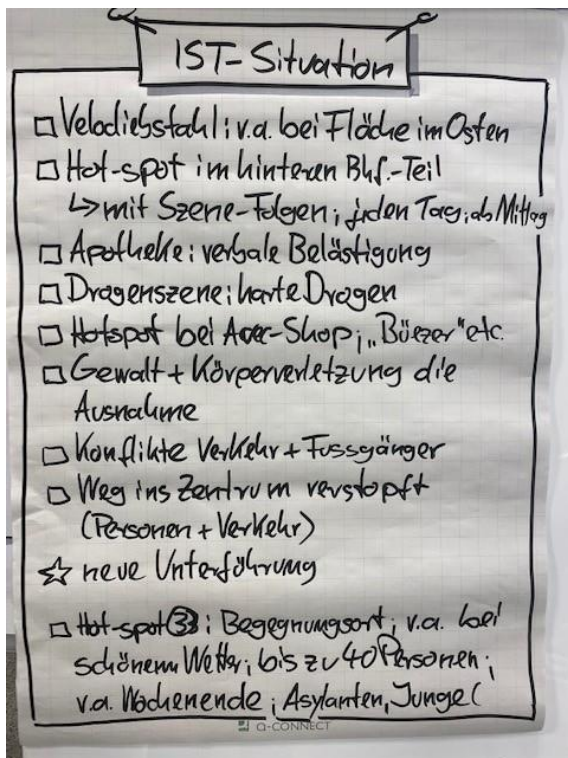 IST-Situation
□ Velodiebstahl: v.a. bei Fläche im Osten
□ Hot-spot im hinteren Bhf.-Teil
↳ mit Szene-Folgen; jeden Tag; ab Mittag
□ Apotheke: verbale Belästigung
□ Drogenszene: harte Drogen
□ Hotspot bei Avec-Shop; „Büezer" etc.
□ Gewalt + Körperverletzung die
Ausnahme
□ Konflikte Verkehr + Fussgänger
□ Weg ins Zentrum verstopft
(Personen + Verkehr)
☆ neue Unterführung
□ Hot-spot ③: Begegnungsort; v.a. bei
schönem Wetter; bis zu 40 Personen;
v.a. Wochenende; Asylanten, Junge (
Q-CONNECT